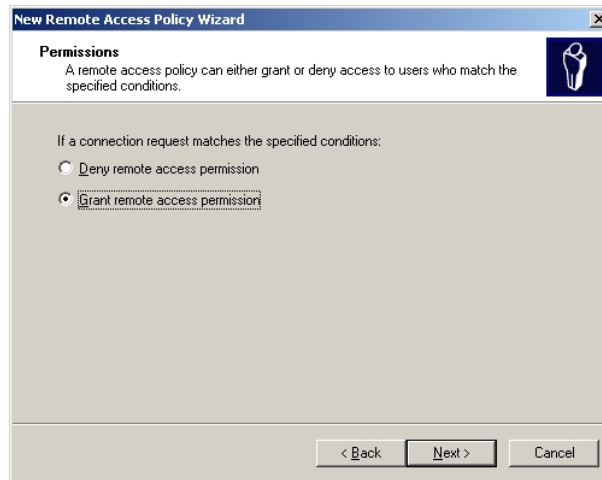 New Remote Access Policy Wizard
Permissions
A remote access policy can either grant or deny access to users who match the
specified conditions.
If a connection request matches the specified conditions:
Deny remote access permission
Grant remote access permission
< Back
Next >
Cancel